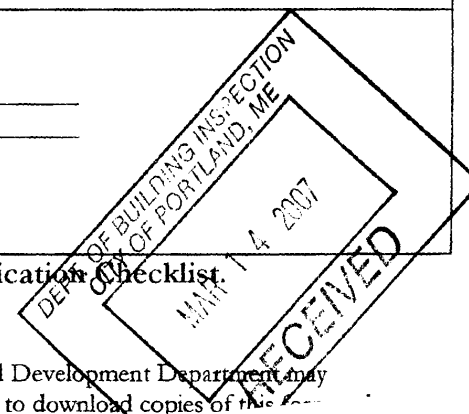 DEPT. OF BUILDING INSPECTION
CITY OF PORTLAND, ME
MAR 14 2007
RECEIVED
ication Checklist.
l Development Department may
to download copies of this